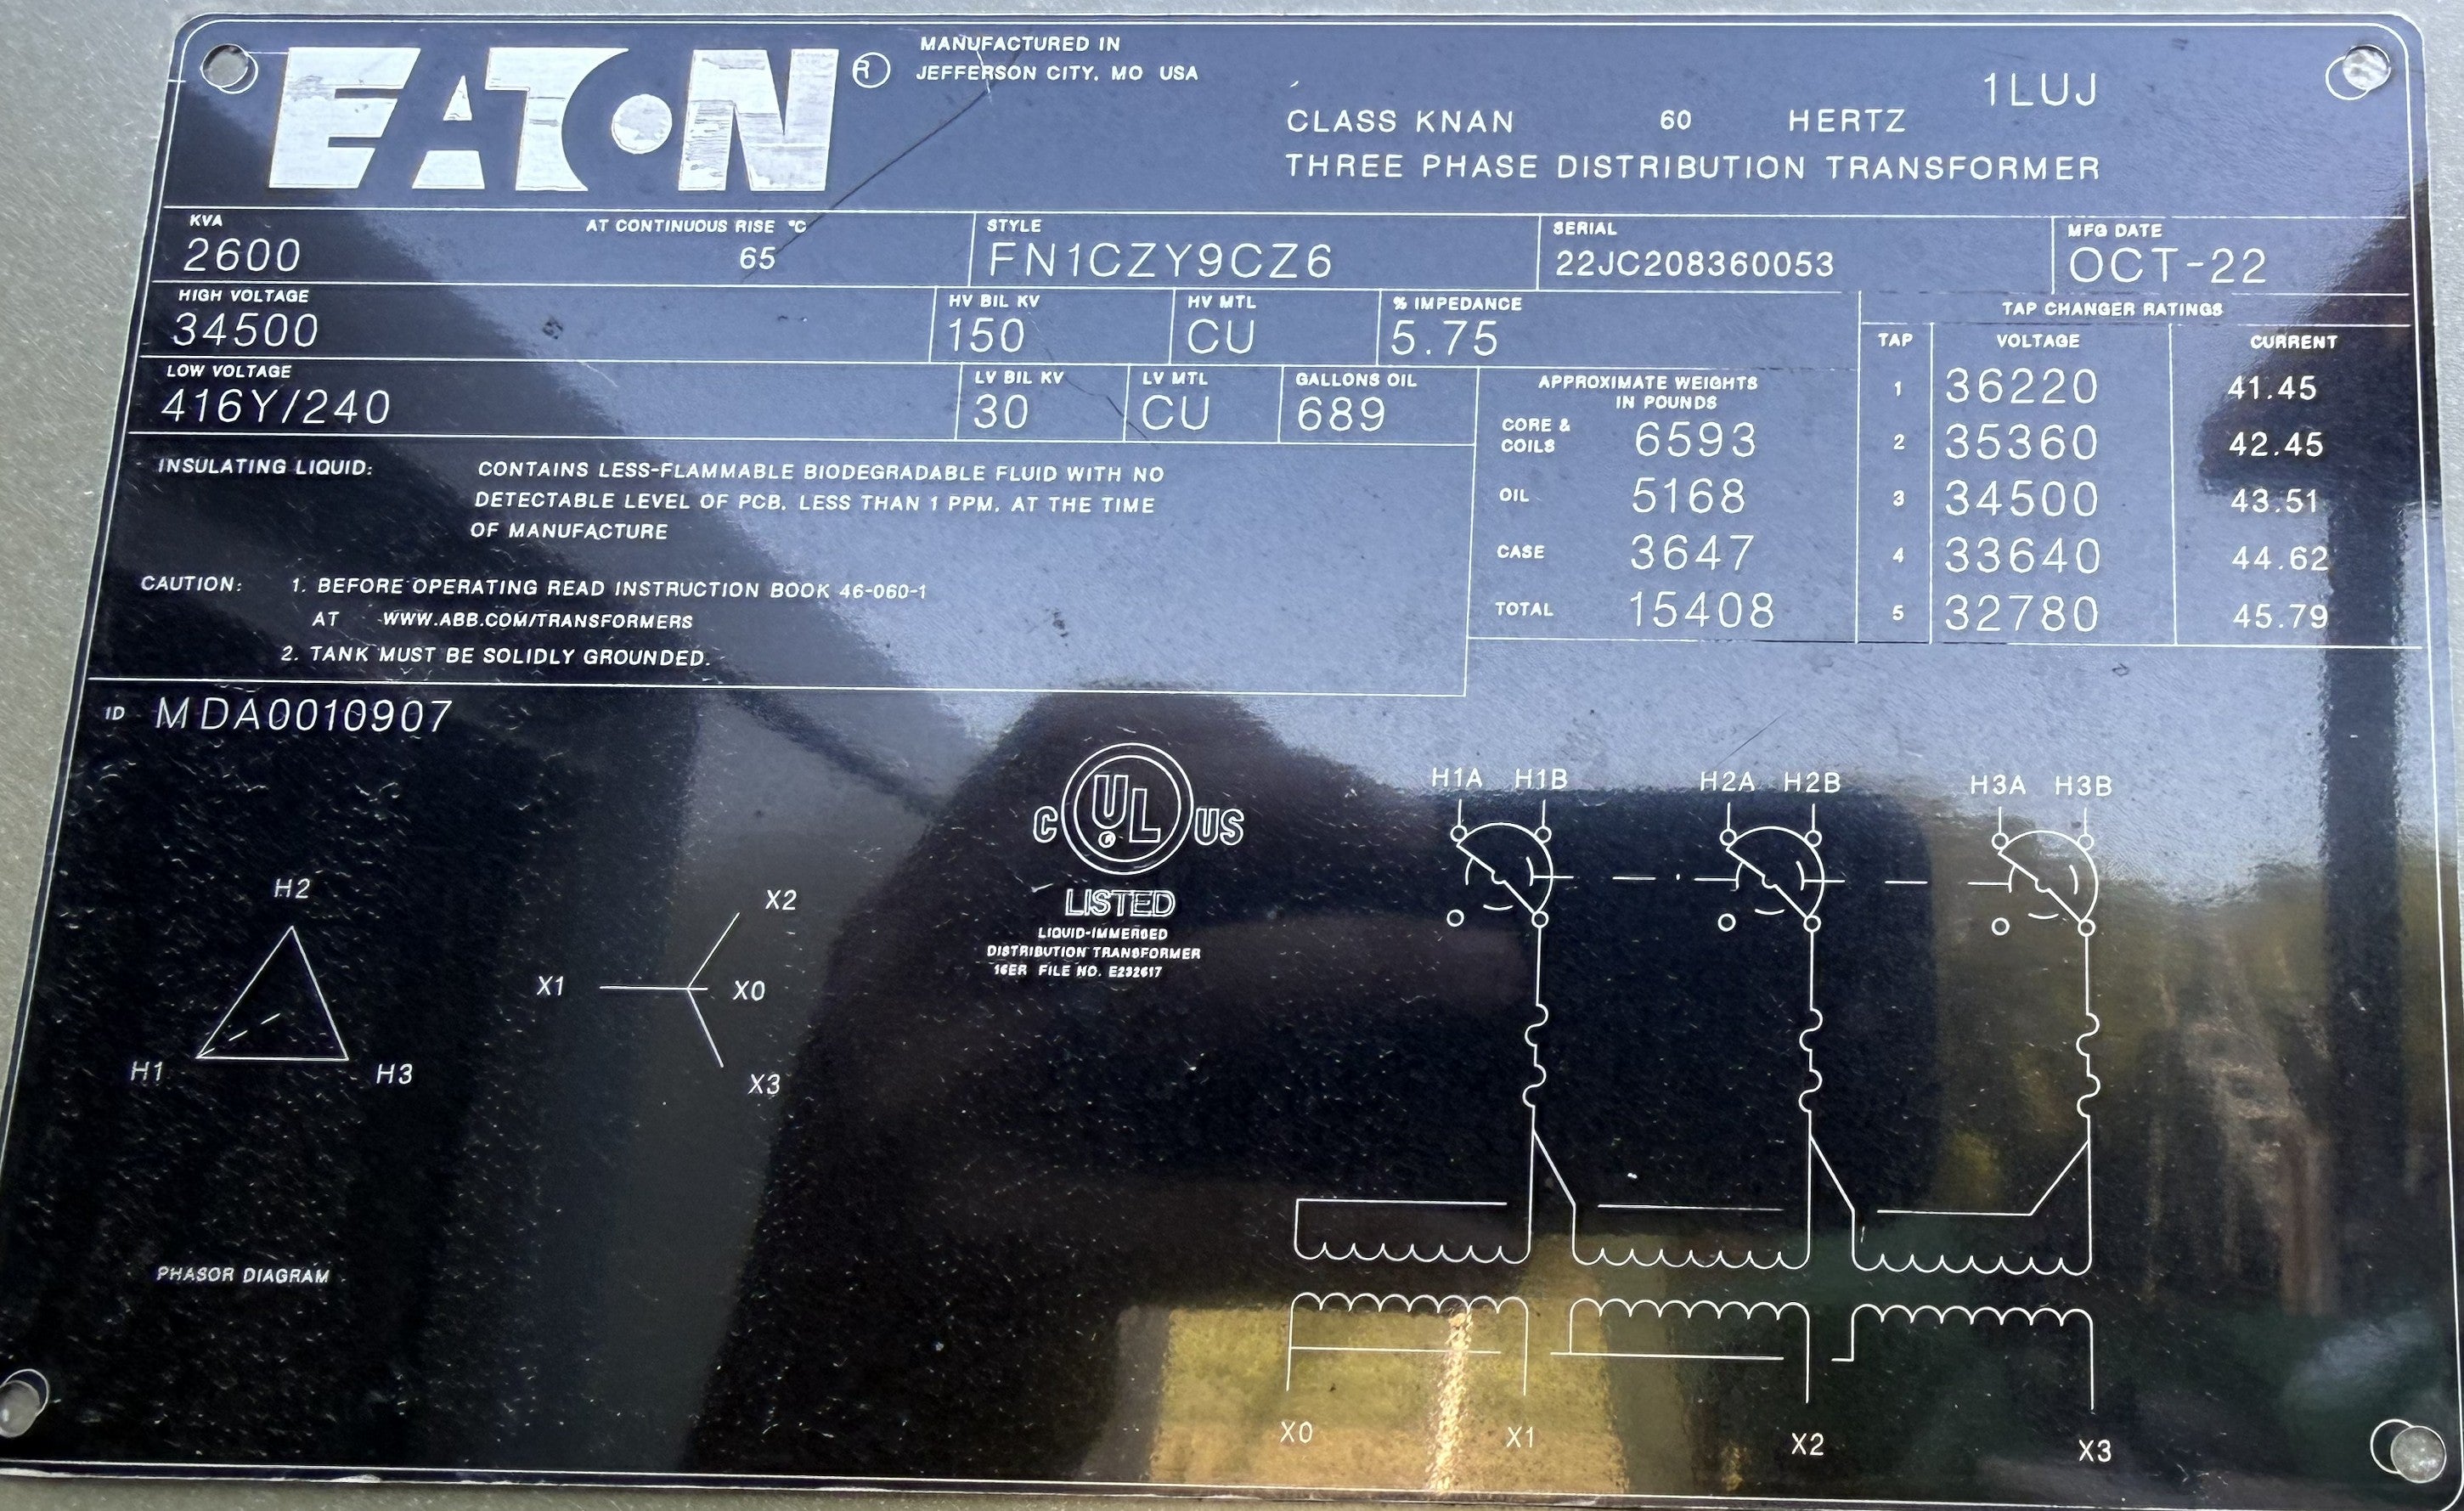 EATON ®
MANUFACTURED IN
JEFFERSON CITY, MO USA
1LUJ
CLASS KNAN 60 HERTZ
THREE PHASE DISTRIBUTION TRANSFORMER
KVA
2600
AT CONTINUOUS RISE °C
65
STYLE
FN1CZY9CZ6
SERIAL
22JC208360053
MFG DATE
OCT-22
HIGH VOLTAGE
34500
HV BIL KV
150
HV MTL
CU
% IMPEDANCE
5.75
LOW VOLTAGE
416Y/240
LV BIL KV
30
LV MTL
CU
GALLONS OIL
689
APPROXIMATE WEIGHTS
IN POUNDS
CORE &
COILS 6593
OIL 5168
CASE 3647
TOTAL 15408
TAP CHANGER RATINGS
TAP VOLTAGE CURRENT
1 36220 41.45
2 35360 42.45
3 34500 43.51
4 33640 44.62
5 32780 45.79
INSULATING LIQUID: CONTAINS LESS-FLAMMABLE BIODEGRADABLE FLUID WITH NO
DETECTABLE LEVEL OF PCB, LESS THAN 1 PPM, AT THE TIME
OF MANUFACTURE
CAUTION: 1. BEFORE OPERATING READ INSTRUCTION BOOK 46-060-1
AT WWW.ABB.COM/TRANSFORMERS
2. TANK MUST BE SOLIDLY GROUNDED.
ID MDA0010907
H2
H1 H3
X2
X1 X0
X3
PHASOR DIAGRAM
C UL US
LISTED
LIQUID-IMMERSED
DISTRIBUTION TRANSFORMER
16ER FILE NO. E232617
H1A H1B H2A H2B H3A H3B
X0 X1 X2 X3